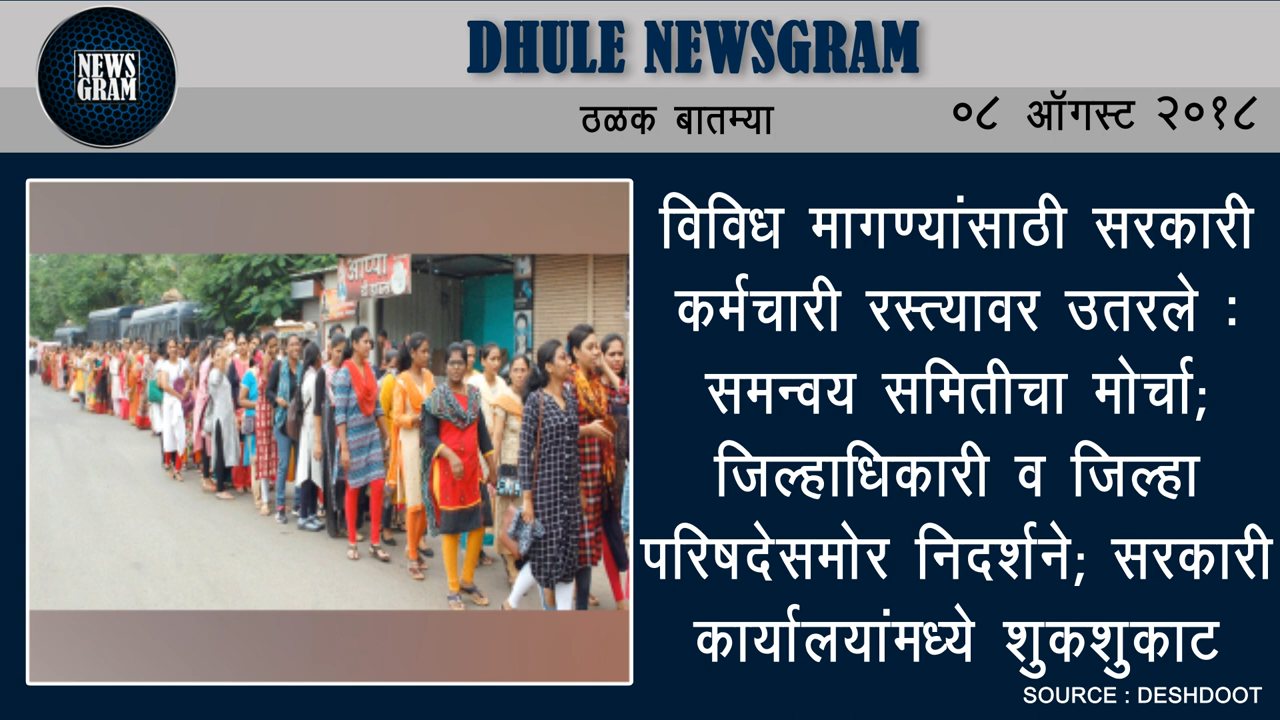 NEWS
GRAM
DHULE NEWSGRAM
ठळक बातम्या
०८ ऑगस्ट २०१८
आप्पा
विविध मागण्यांसाठी सरकारी
कर्मचारी रस्त्यावर उतरले :
समन्वय समितीचा मोर्चा;
जिल्हाधिकारी व जिल्हा
परिषदेसमोर निदर्शने; सरकारी
कार्यालयांमध्ये शुकशुकाट
SOURCE : DESHDOOT